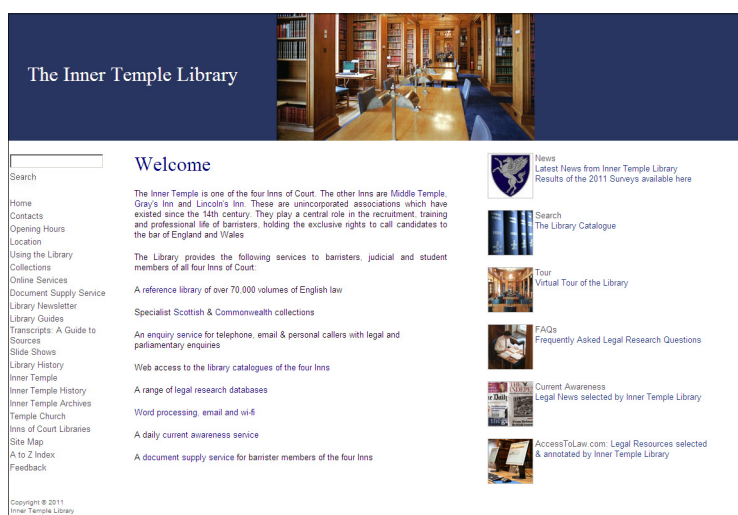 The Inner Temple Library
Search
Home
Contacts
Opening Hours
Location
Using the Library
Collections
Online Services
Document Supply Service
Library Newsletter
Library Guides
Transcripts: A Guide to
Sources
Slide Shows
Library History
Inner Temple
Inner Temple History
Inner Temple Archives
Temple Church
Inns of Court Libraries
Site Map
A to Z Index
Feedback
Copyright © 2011
Inner Temple Library
Welcome
The Inner Temple is one of the four Inns of Court. The other Inns are Middle Temple,
Gray's Inn and Lincoln's Inn. These are unincorporated associations which have
existed since the 14th century. They play a central role in the recruitment, training
and professional life of barristers, holding the exclusive rights to call candidates to
the bar of England and Wales
The Library provides the following services to barristers, judicial and student
members of all four Inns of Court:
A reference library of over 70,000 volumes of English law
Specialist Scottish & Commonwealth collections
An enquiry service for telephone, email & personal callers with legal and
parliamentary enquiries
Web access to the library catalogues of the four Inns
A range of legal research databases
Word processing, email and wi-fi
A daily current awareness service
A document supply service for barrister members of the four Inns
News
Latest News from Inner Temple Library
Results of the 2011 Surveys available here
Search
The Library Catalogue
Tour
Virtual Tour of the Library
FAQs
Frequently Asked Legal Research Questions
Current Awareness
Legal News selected by Inner Temple Library
AccessToLaw.com: Legal Resources selected
& annotated by Inner Temple Library